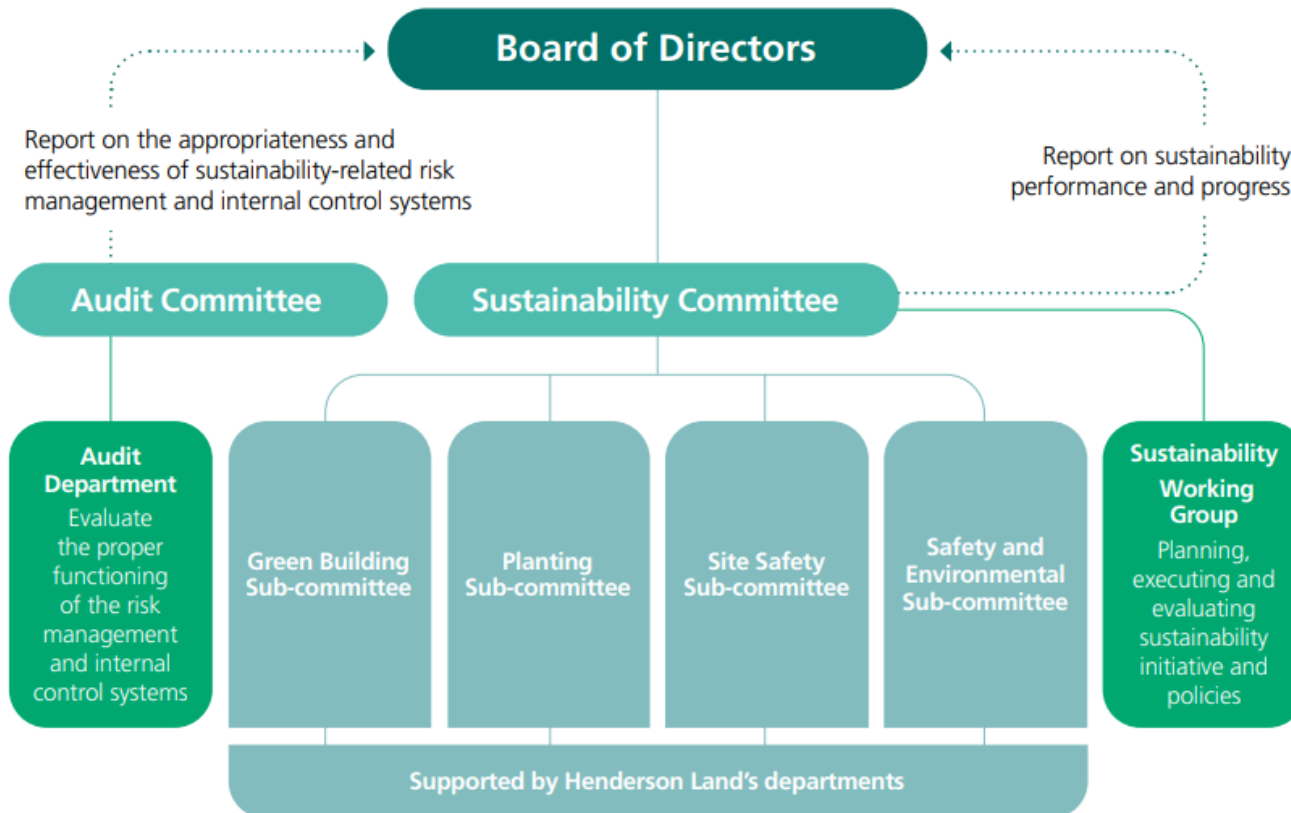 Board of Directors
Report on the appropriateness and
effectiveness of sustainability-related risk
management and internal control systems
Report on sustainability
performance and progress
Audit Committee
Sustainability Committee
Audit
Department
Evaluate
the proper
functioning
of the risk
management
and internal
control systems
Green Building
Sub-committee
Planting
Sub-committee
Site Safety
Sub-committee
Safety and
Environmental
Sub-committee
Sustainability
Working
Group
Planning,
executing and
evaluating
sustainability
initiative and
policies
Supported by Henderson Land's departments